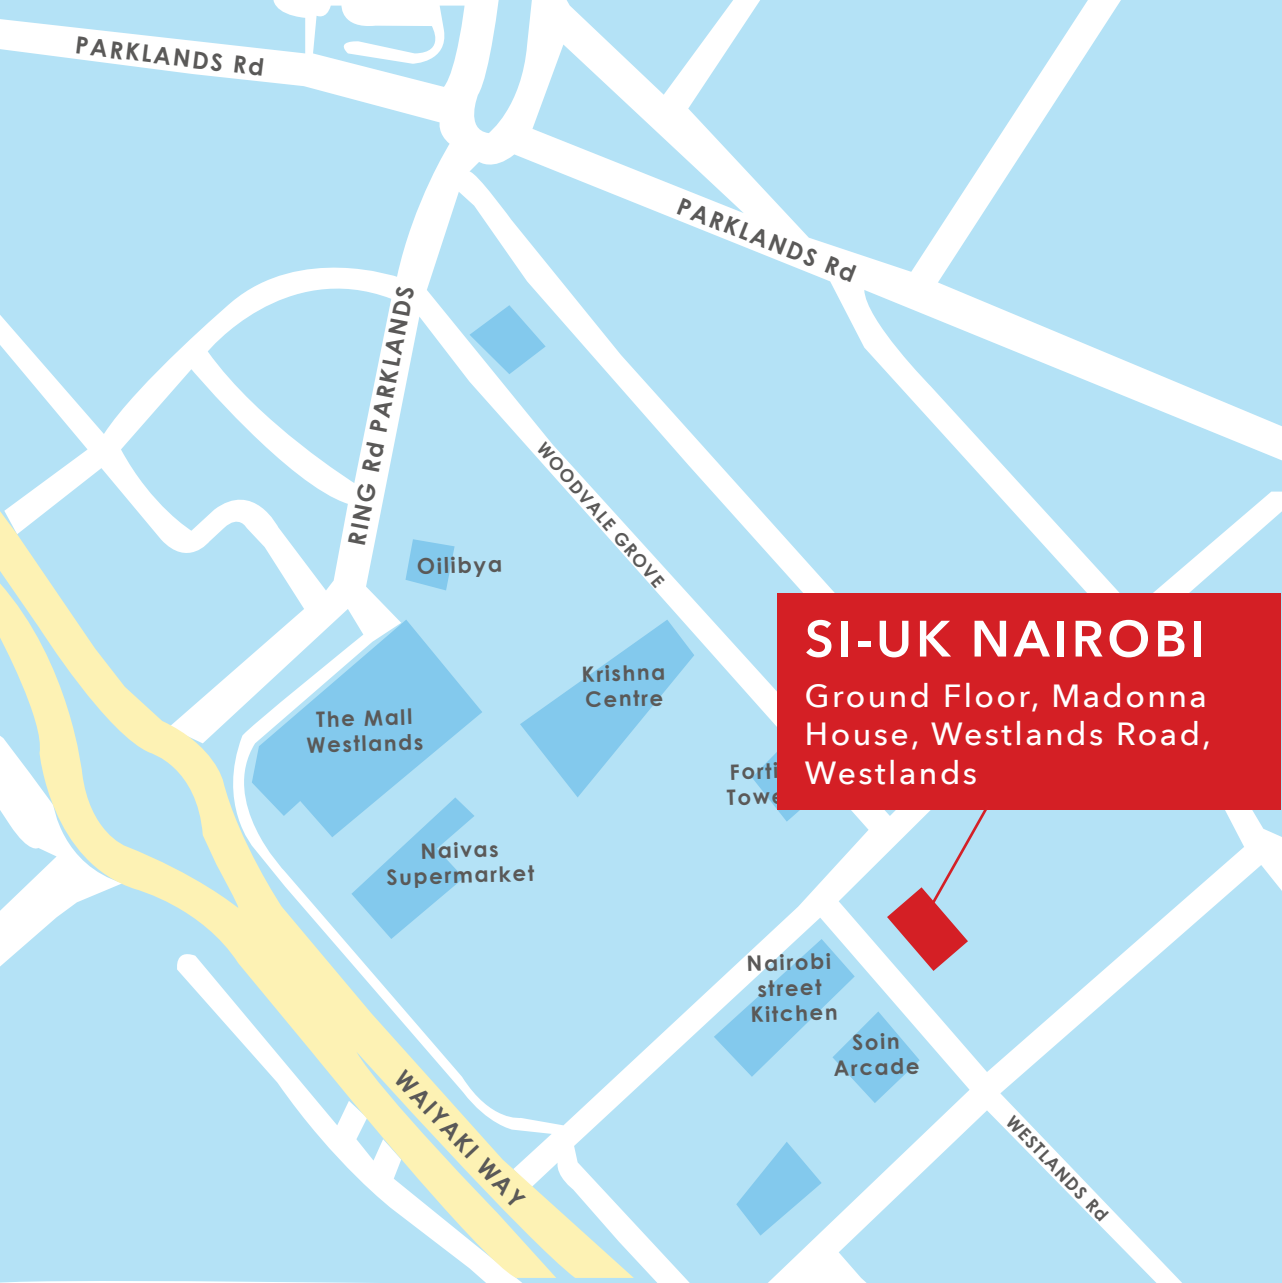 PARKLANDS Rd
PARKLANDS Rd
RING Rd PARKLANDS
WOODVALE GROVE
Oilibya
SI-UK NAIROBI
Ground Floor, Madonna
House, Westlands Road,
Westlands
Krishna
Centre
The Mall
Westlands
Naivas
Supermarket
Nairobi
street
Kitchen
Soin
Arcade
WAIYAKI WAY
WESTLANDS Rd